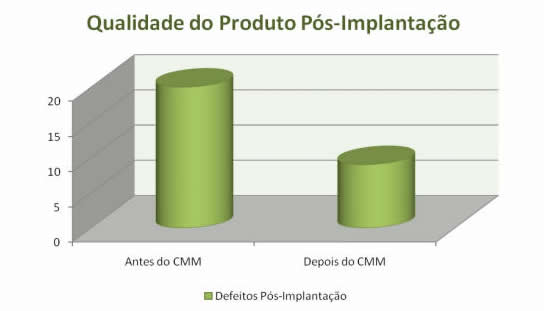 Qualidade do Produto Pós-Implantação
20
15
10
5
0
Antes do CMM
Depois do CMM
Defeitos Pós-Implantação